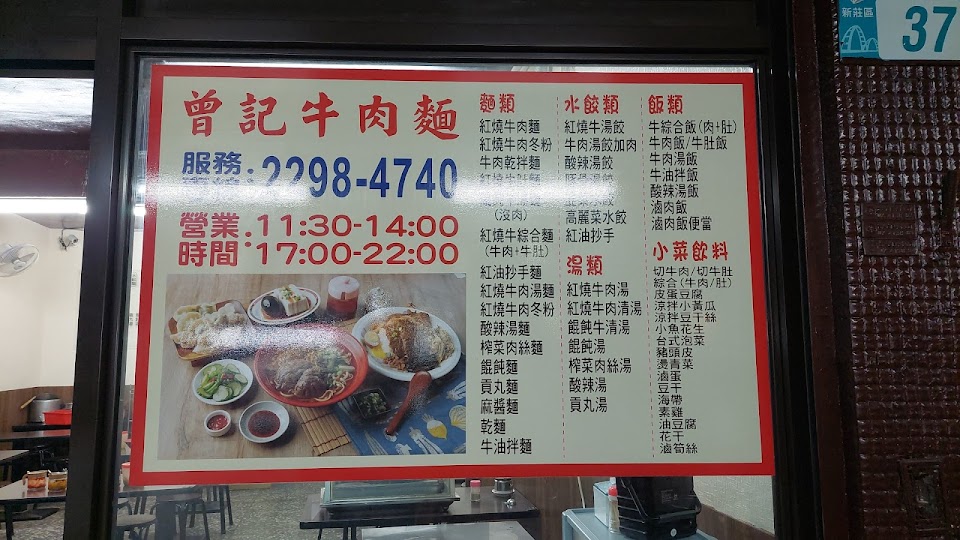 曾記牛肉麵
服務
2298-4740
營業
時間:
11:30-14:00
17:00-22:00
麵類
紅燒牛肉麵
紅燒牛肉冬粉
牛肉乾拌麵
(沒肉)
紅燒牛綜合麵
(牛肉+牛肚)
紅油抄手麵
紅燒牛肉湯麵
紅燒牛肉冬粉
酸辣湯麵
榨菜肉絲麵
餛飩麵
貢丸麵
麻醬麵
乾麵
牛油拌麵
水餃類
紅燒牛湯餃
牛肉湯餃加肉
酸辣湯餃
高麗菜水餃
紅油抄手
湯類
紅燒牛肉湯
紅燒牛肉清湯
餛飩牛清湯
餛飩湯
榨菜肉絲湯
酸辣湯
貢丸湯
飯類
牛綜合飯(肉+肚)
牛肉飯/牛肚飯
牛肉湯飯
牛油拌飯
酸辣湯飯
滷肉飯
滷肉飯便當
小菜飲料
切牛肉/切牛肚
綜合(牛肉/肚)
皮蛋豆腐
涼拌小黃瓜
涼拌豆干絲
小魚花生
台式泡菜
豬頭皮
燙青菜
滷蛋
豆干
海帶
素雞
油豆腐
花干
滷筍絲
新莊區
37